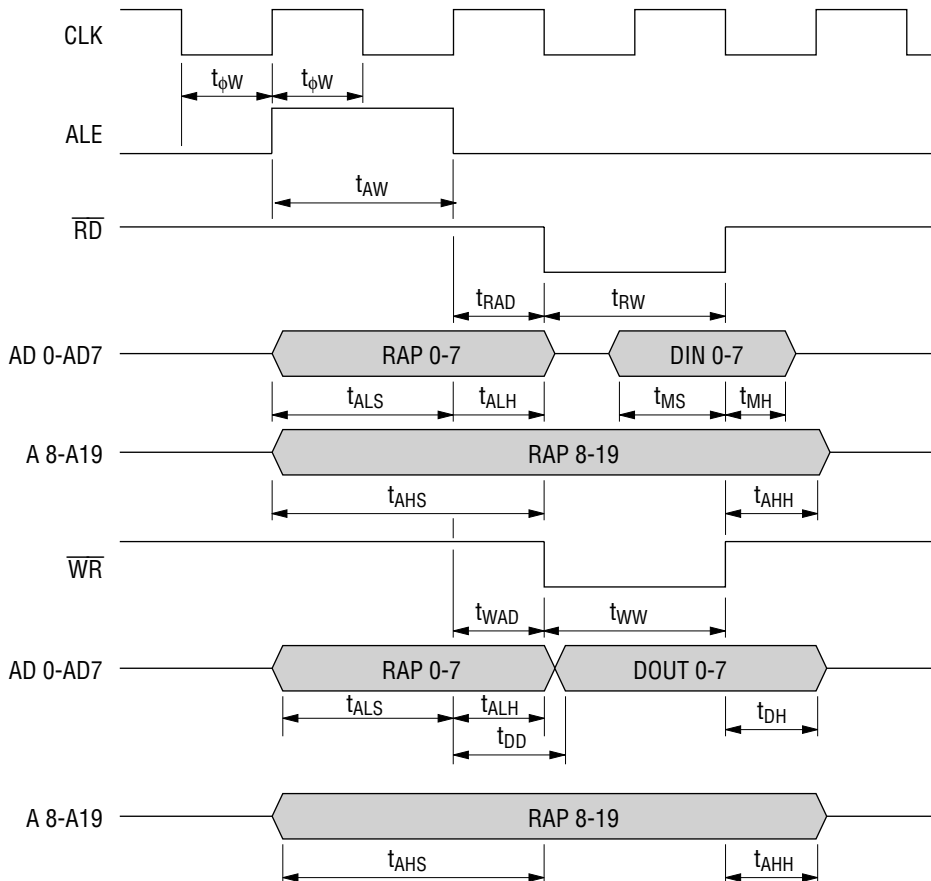 CLK
tφW tφW
ALE
tAW
RD
tRAD tRW
AD 0-AD7 RAP 0-7 DIN 0-7
tALS tALH tMS tMH
A 8-A19 RAP 8-19
tAHS tAHH
WR
tWAD tWW
AD 0-AD7 RAP 0-7 DOUT 0-7
tALS tALH tDH
tDD
A 8-A19 RAP 8-19
tAHS tAHH